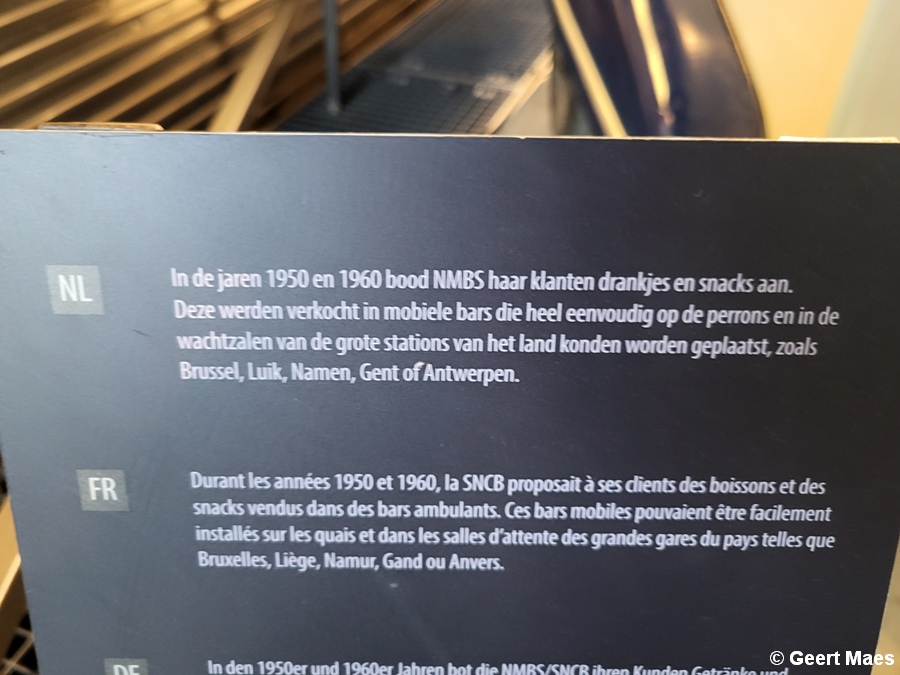 NL
In de jaren 1950 en 1960 bood NMBS haar klanten drankjes en snacks aan.
Deze werden verkocht in mobiele bars die heel eenvoudig op de perrons en in de
wachtzalen van de grote stations van het land konden worden geplaatst, zoals
Brussel, Luik, Namen, Gent of Antwerpen.
FR
Durant les années 1950 et 1960, la SNCB proposait à ses clients des boissons et des
snacks vendus dans des bars ambulants. Ces bars mobiles pouvaient être facilement
installés sur les quais et dans les salles d'attente des grandes gares du pays telles que
Bruxelles, Liège, Namur, Gand ou Anvers.
DE
In den 1950er und 1960er Jahren bot die NMBS/SNCB ihren Kunden Getränke und
© Geert Maes